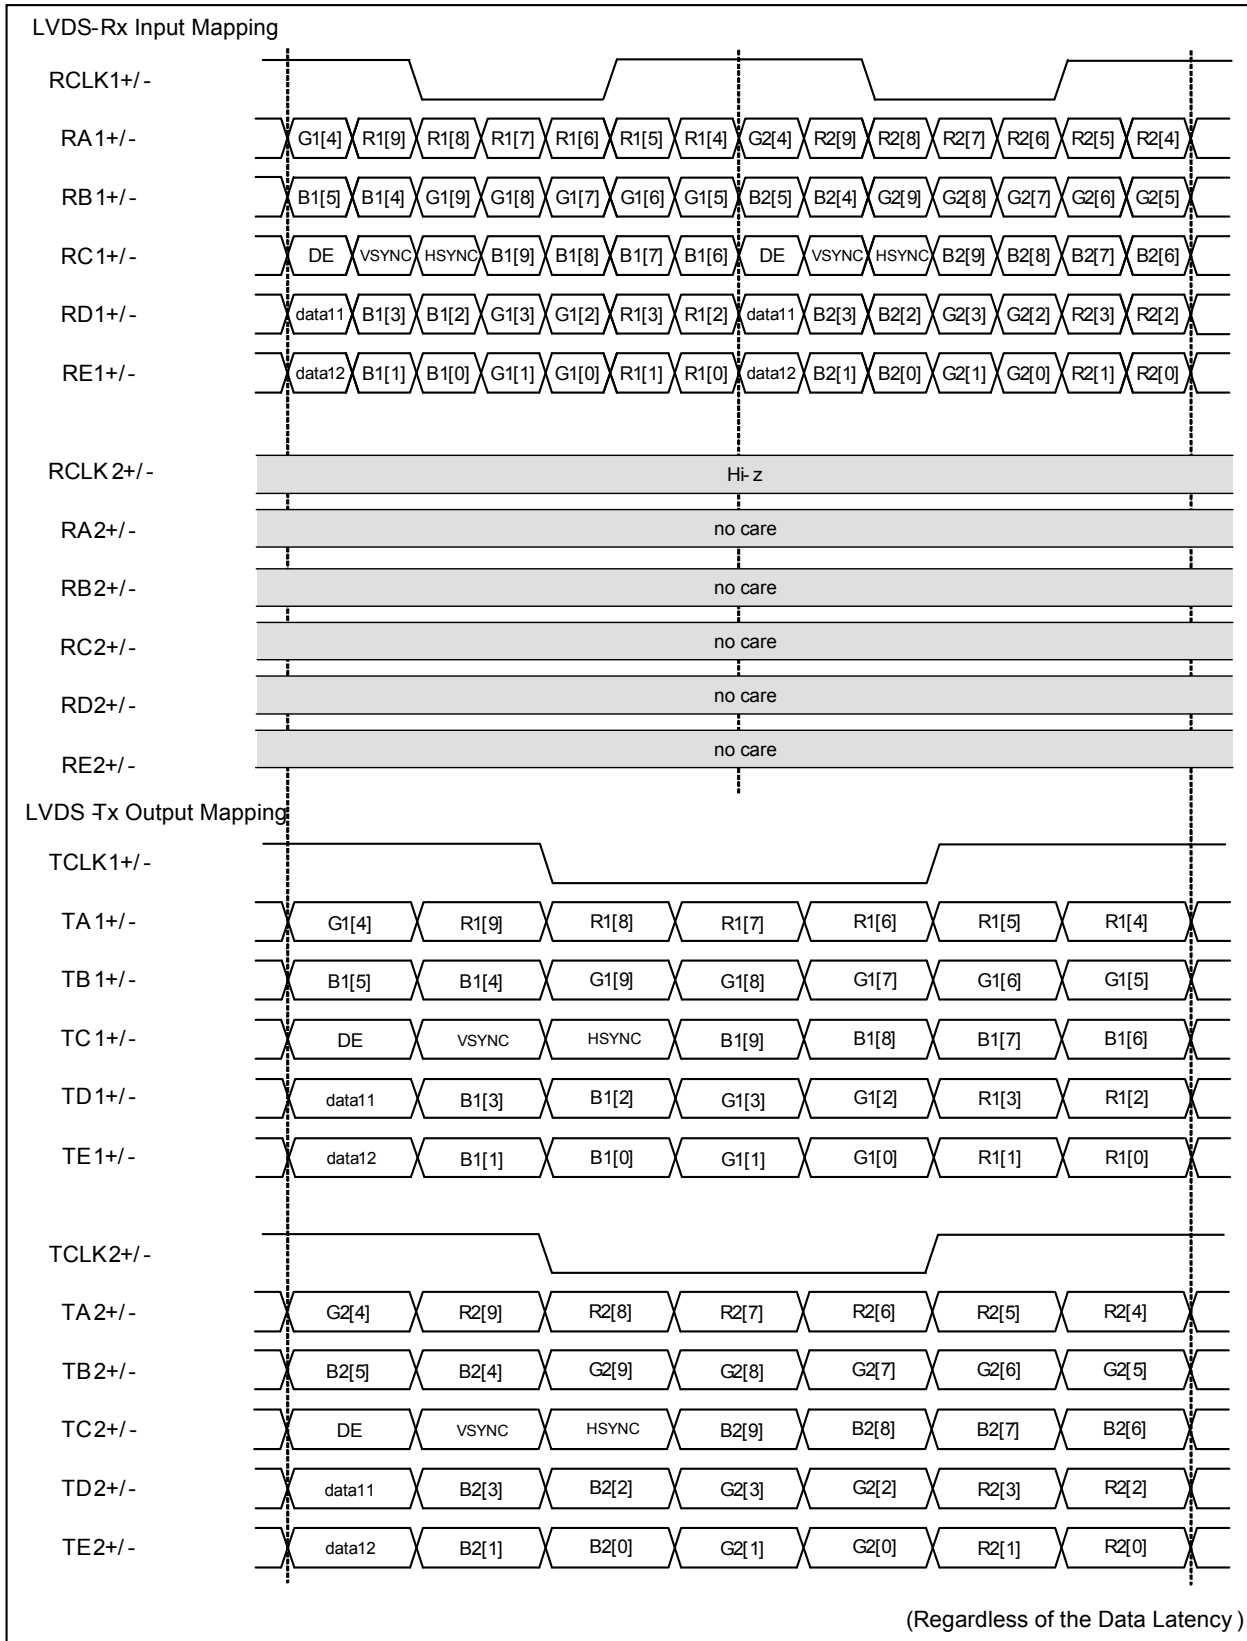 LVDS-Rx Input Mapping
RCLK1+/-
RA1+/- G1[4] R1[9] R1[8] R1[7] R1[6] R1[5] R1[4] G2[4] R2[9] R2[8] R2[7] R2[6] R2[5] R2[4]
RB1+/- B1[5] B1[4] G1[9] G1[8] G1[7] G1[6] G1[5] B2[5] B2[4] G2[9] G2[8] G2[7] G2[6] G2[5]
RC1+/- DE VSYNC HSYNC B1[9] B1[8] B1[7] B1[6] DE VSYNC HSYNC B2[9] B2[8] B2[7] B2[6]
RD1+/- data11 B1[3] B1[2] G1[3] G1[2] R1[3] R1[2] data11 B2[3] B2[2] G2[3] G2[2] R2[3] R2[2]
RE1+/- data12 B1[1] B1[0] G1[1] G1[0] R1[1] R1[0] data12 B2[1] B2[0] G2[1] G2[0] R2[1] R2[0]
RCLK2+/- Hi-z
RA2+/- no care
RB2+/- no care
RC2+/- no care
RD2+/- no care
RE2+/- no care
LVDS -Tx Output Mapping
TCLK1+/-
TA1+/- G1[4] R1[9] R1[8] R1[7] R1[6] R1[5] R1[4]
TB1+/- B1[5] B1[4] G1[9] G1[8] G1[7] G1[6] G1[5]
TC1+/- DE VSYNC HSYNC B1[9] B1[8] B1[7] B1[6]
TD1+/- data11 B1[3] B1[2] G1[3] G1[2] R1[3] R1[2]
TE1+/- data12 B1[1] B1[0] G1[1] G1[0] R1[1] R1[0]
TCLK2+/-
TA2+/- G2[4] R2[9] R2[8] R2[7] R2[6] R2[5] R2[4]
TB2+/- B2[5] B2[4] G2[9] G2[8] G2[7] G2[6] G2[5]
TC2+/- DE VSYNC HSYNC B2[9] B2[8] B2[7] B2[6]
TD2+/- data11 B2[3] B2[2] G2[3] G2[2] R2[3] R2[2]
TE2+/- data12 B2[1] B2[0] G2[1] G2[0] R2[1] R2[0]
(Regardless of the Data Latency)